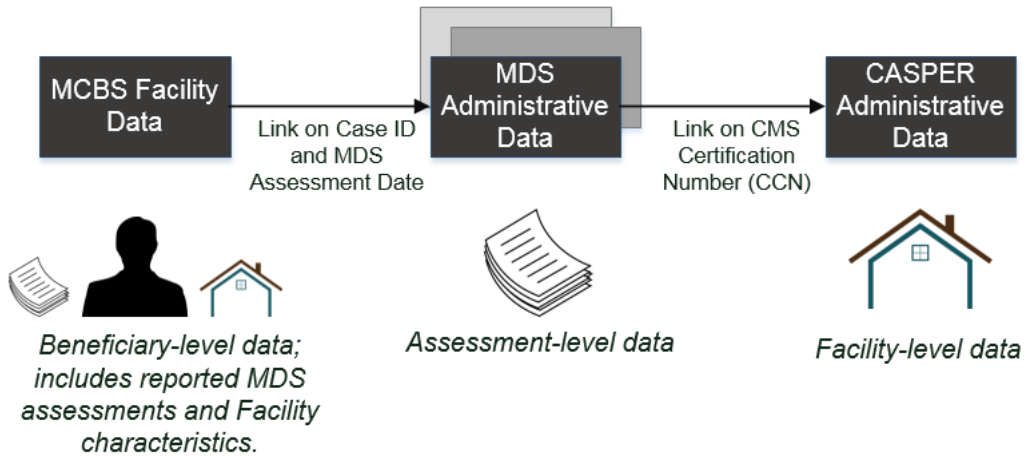 MCBS Facility
Data
Link on Case ID
and MDS
Assessment Date
MDS
Administrative
Data
Link on CMS
Certification
Number (CCN)
CASPER
Administrative
Data
Beneficiary-level data;
includes reported MDS
assessments and Facility
characteristics.
Assessment-level data
Facility-level data